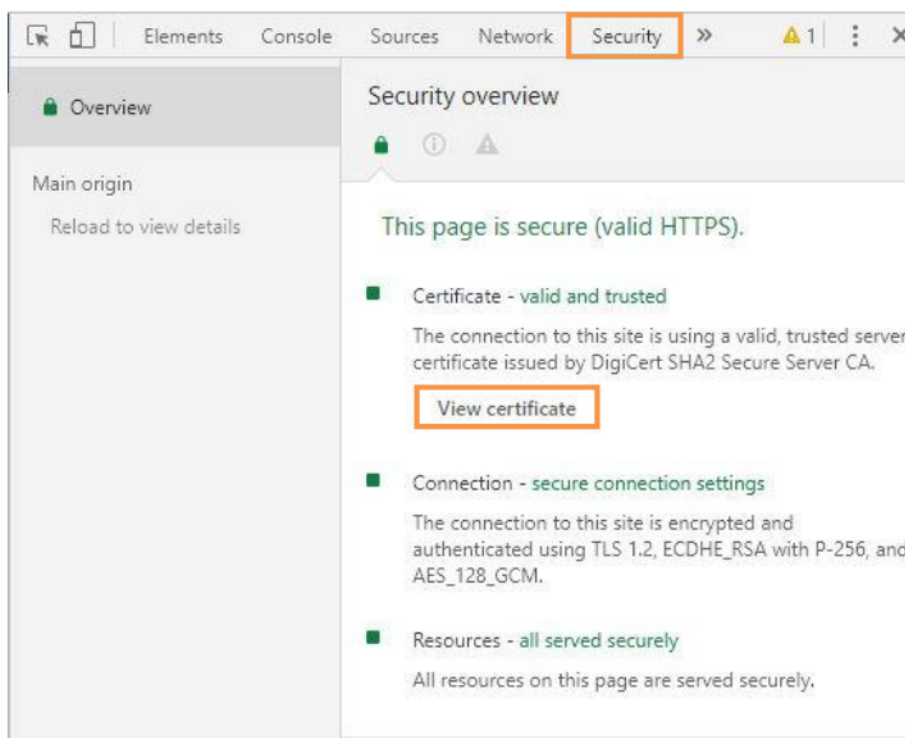 Elements Console Sources Network Security » 1
Overview
Main origin
Reload to view details
Security overview
This page is secure (valid HTTPS).
Certificate - valid and trusted
The connection to this site is using a valid, trusted server
certificate issued by DigiCert SHA2 Secure Server CA.
View certificate
Connection - secure connection settings
The connection to this site is encrypted and
authenticated using TLS 1.2, ECDHE_RSA with P-256, and
AES_128_GCM.
Resources - all served securely
All resources on this page are served securely.